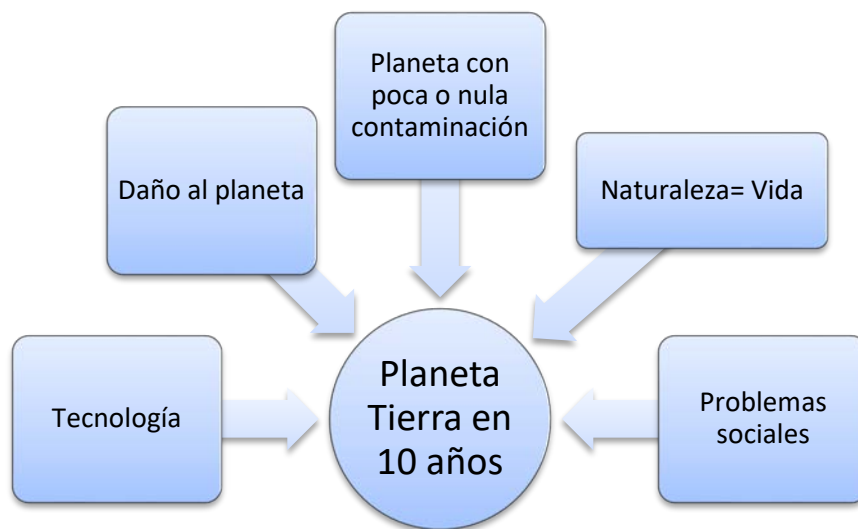 Planeta con
poca o nula
contaminación
Daño al planeta
Naturaleza= Vida
Tecnología
Planeta
Tierra en
10 años
Problemas
sociales